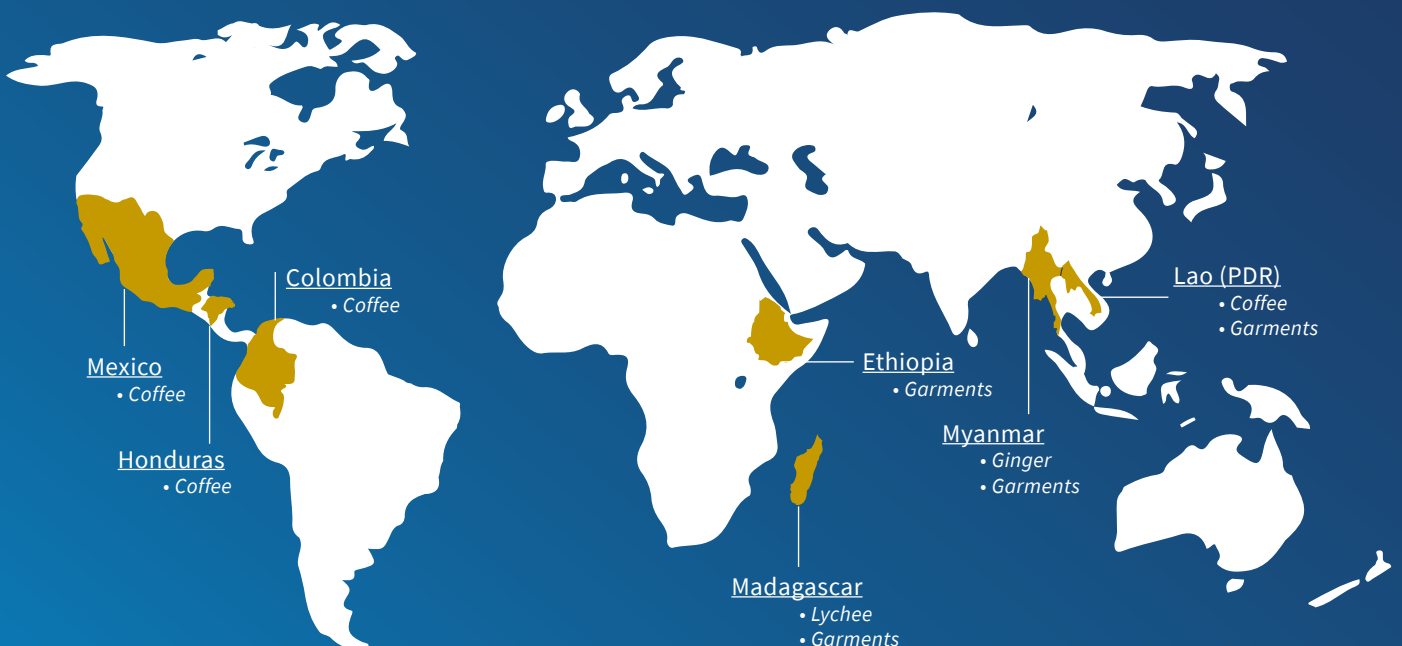 Colombia
• Coffee
Mexico
• Coffee
Honduras
• Coffee
Ethiopia
• Garments
Madagascar
• Lychee
• Garments
Myanmar
• Ginger
• Garments
Lao (PDR)
• Coffee
• Garments